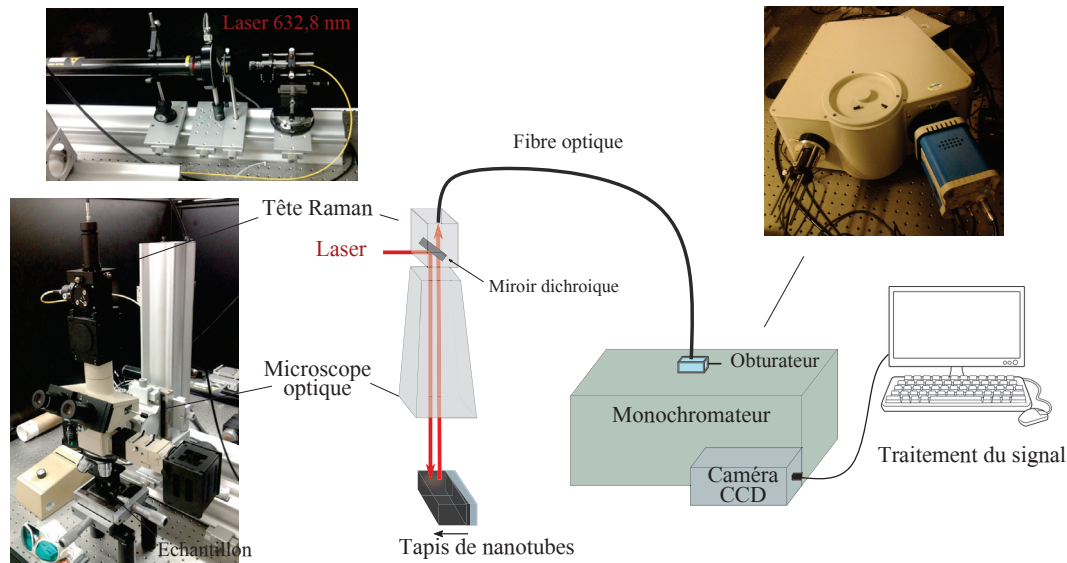 Laser 632,8 nm
Fibre optique
Tête Raman
Laser
Miroir dichroique
Microscope
optique
Obturateur
Monochromateur
Caméra
CCD
Traitement du signal
Echantillon
Tapis de nanotubes